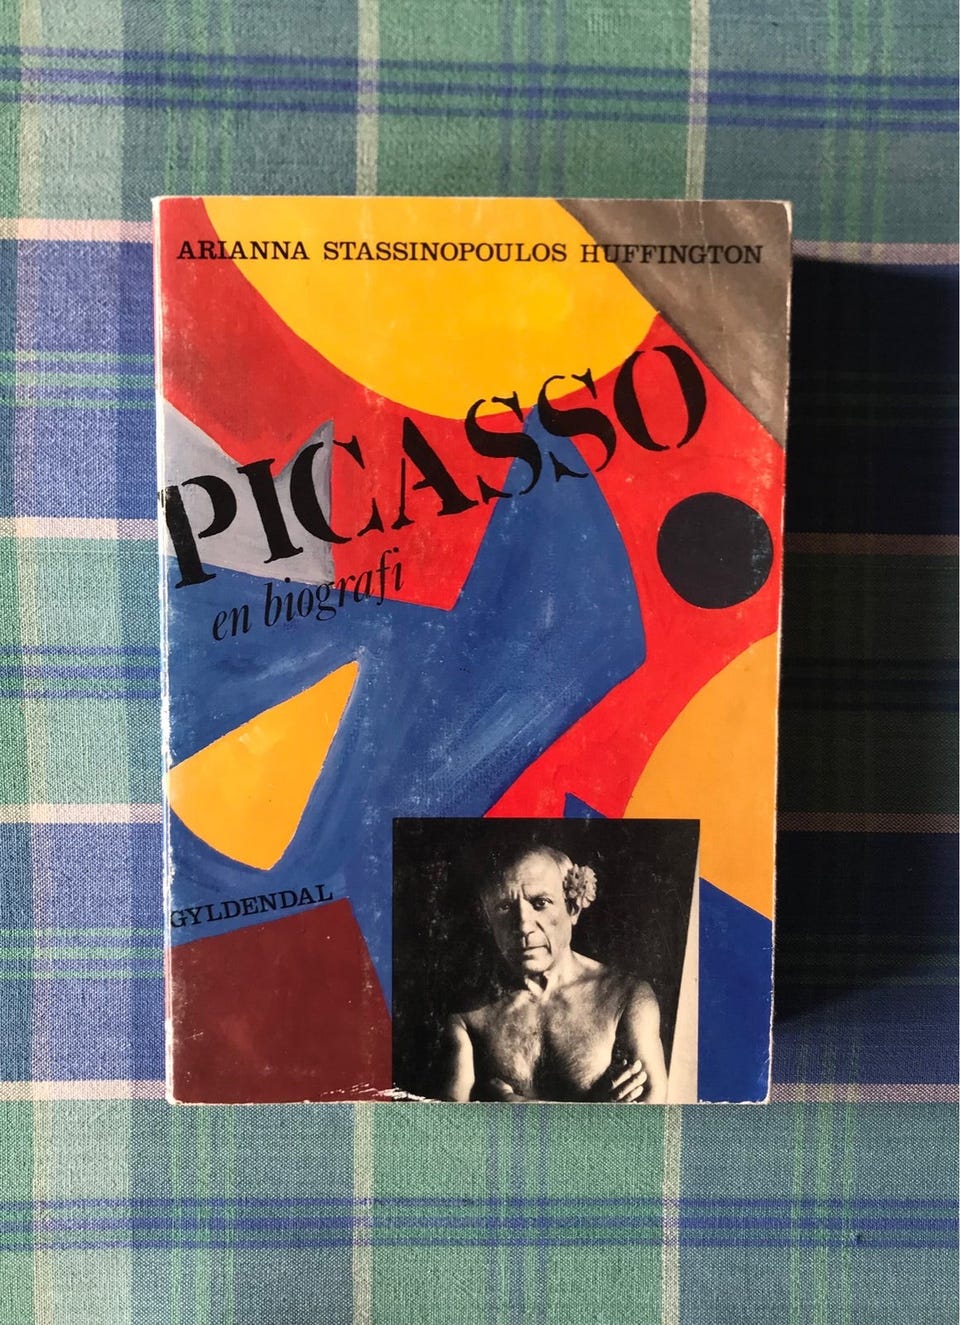 ARIANNA STASSINOPOULOS HUFFINGTON
PICASSO
en biografi
GYLDENDAL